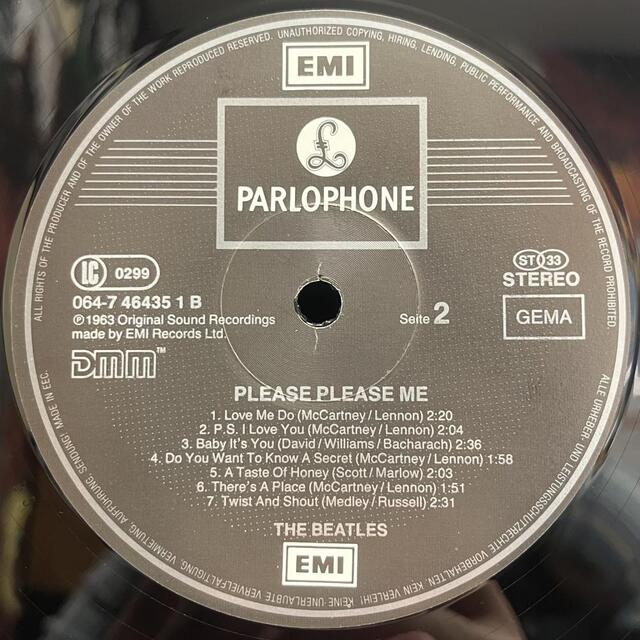 ALL RIGHTS OF THE PRODUCER AND OF THE OWNER OF THE WORK REPRODUCED RESERVED. UNAUTHORIZED COPYING, HIRING, LENDING, PUBLIC PERFORMANCE AND BROADCASTING OF THE RECORD PROHIBITED.
EMI
£
PARLOPHONE
LC 0299
064-7 46435 1 B
℗1963 Original Sound Recordings
made by EMI Records Ltd.
DMM™
Seite 2
ST 33
STEREO
GEMA
PLEASE PLEASE ME
1. Love Me Do (McCartney/Lennon) 2:20
2. P.S. I Love You (McCartney/Lennon) 2:04
3. Baby It's You (David/Williams/Bacharach) 2:36
4. Do You Want To Know A Secret (McCartney/Lennon) 1:58
5. A Taste Of Honey (Scott/Marlow) 2:03
6. There's A Place (McCartney/Lennon) 1:51
7. Twist And Shout (Medley/Russell) 2:31
THE BEATLES
EMI
ALLE URHEBER- UND LEISTUNGSSCHUTZRECHTE VORBEHALTEN. KEIN VERLEIH! KEINE UNERLAUBTE VERVIELFÄLTIGUNG, VERMIETUNG, AUFFÜHRUNG, SENDUNG! MADE IN EEC.